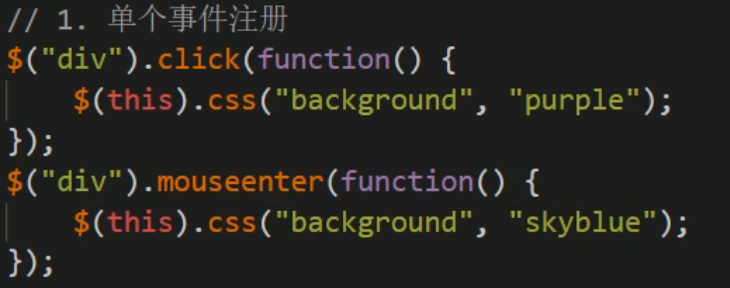 // 1. 单个事件注册
$("div").click(function() {
    $(this).css("background", "purple");
});
$("div").mouseenter(function() {
    $(this).css("background", "skyblue");
});